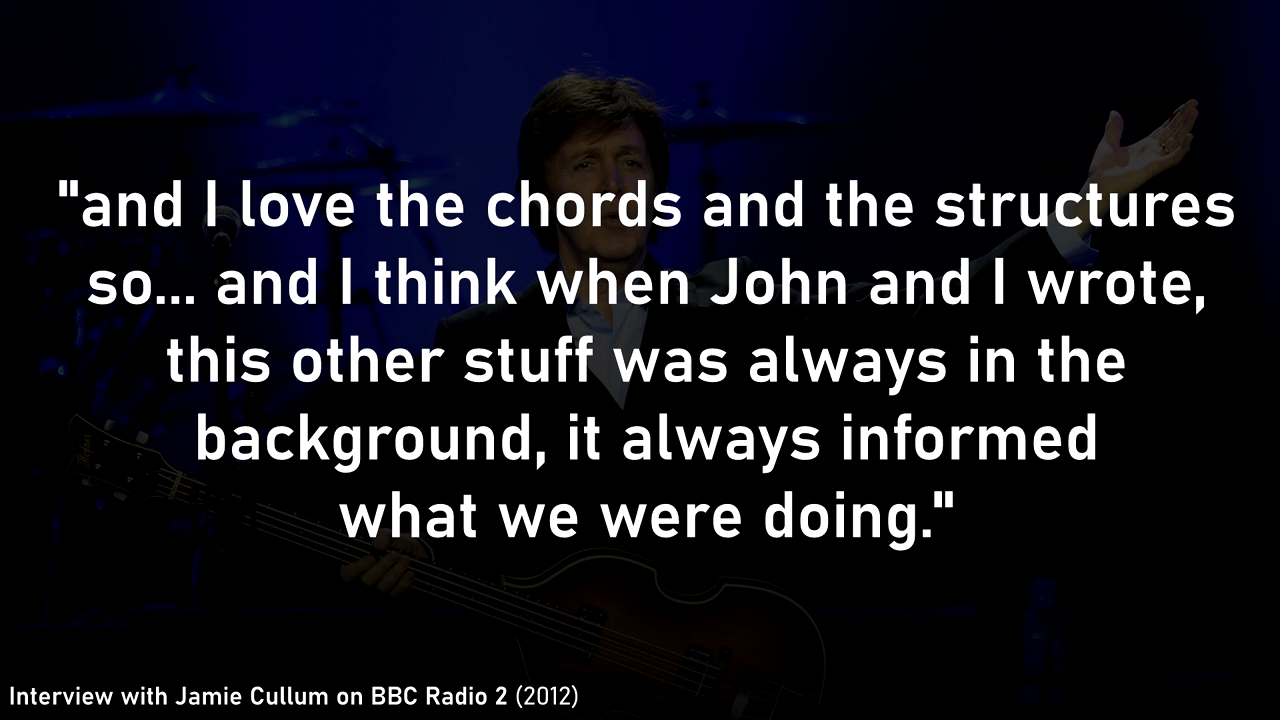 "and I love the chords and the structures
so... and I think when John and I wrote,
this other stuff was always in the
background, it always informed
what we were doing."
Interview with Jamie Cullum on BBC Radio 2 (2012)